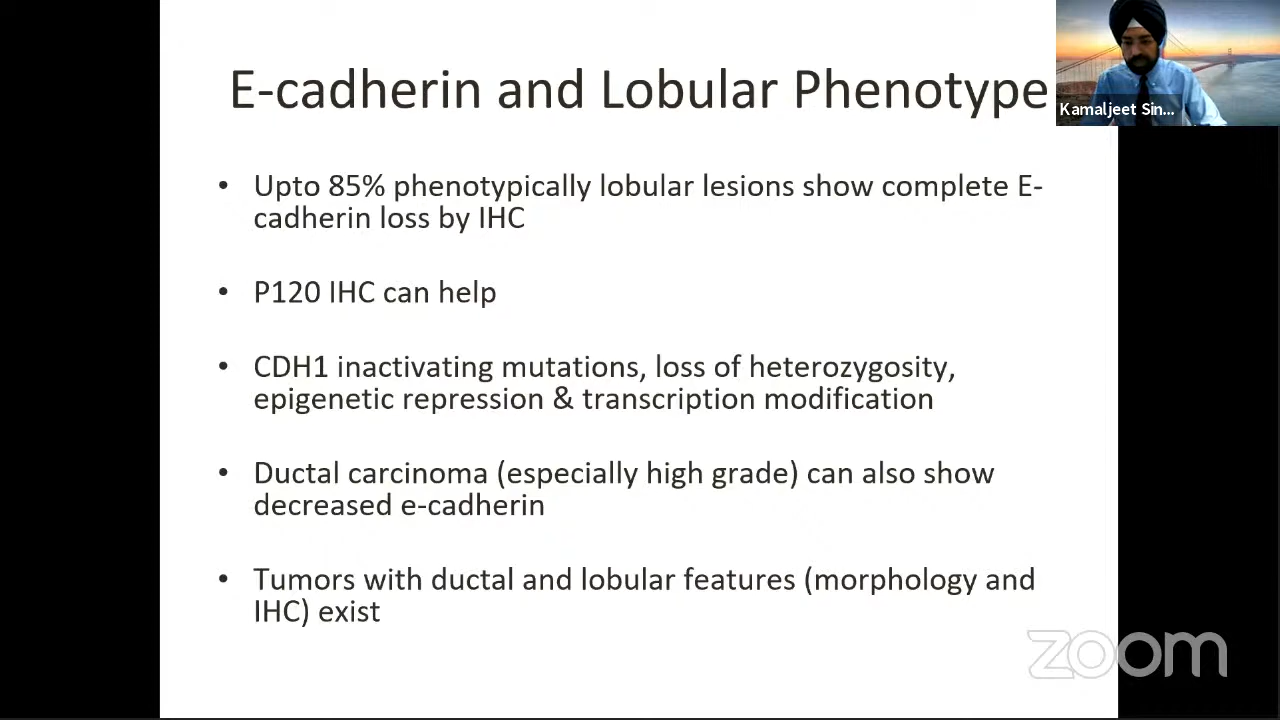 E-cadherin and Lobular Phenotype
Kamaljeet Sin...
• Upto 85% phenotypically lobular lesions show complete E-
cadherin loss by IHC
• P120 IHC can help
• CDH1 inactivating mutations, loss of heterozygosity,
epigenetic repression & transcription modification
• Ductal carcinoma (especially high grade) can also show
decreased e-cadherin
• Tumors with ductal and lobular features (morphology and
IHC) exist
zoom